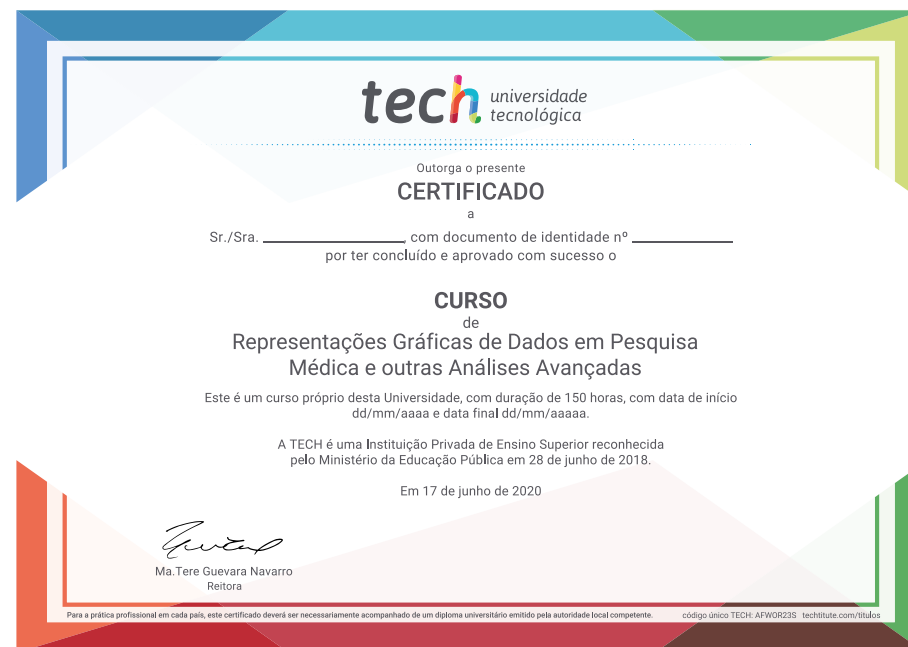 tech universidade
tecnológica
Outorga o presente
CERTIFICADO
a
Sr./Sra. ____________, com documento de identidade nº ____________
por ter concluído e aprovado com sucesso o
CURSO
de
Representações Gráficas de Dados em Pesquisa
Médica e outras Análises Avançadas
Este é um curso próprio desta Universidade, com duração de 150 horas, com data de início
dd/mm/aaaa e data final dd/mm/aaaaa.
A TECH é uma Instituição Privada de Ensino Superior reconhecida
pelo Ministério da Educação Pública em 28 de junho de 2018.
Em 17 de junho de 2020
Ma.Tere Guevara Navarro
Reitora
Para a prática profissional em cada país, este certificado deverá ser necessariamente acompanhado de um diploma universitário emitido pela autoridade local competente. código único TECH: AFWOR23S techtitute.com/titulos